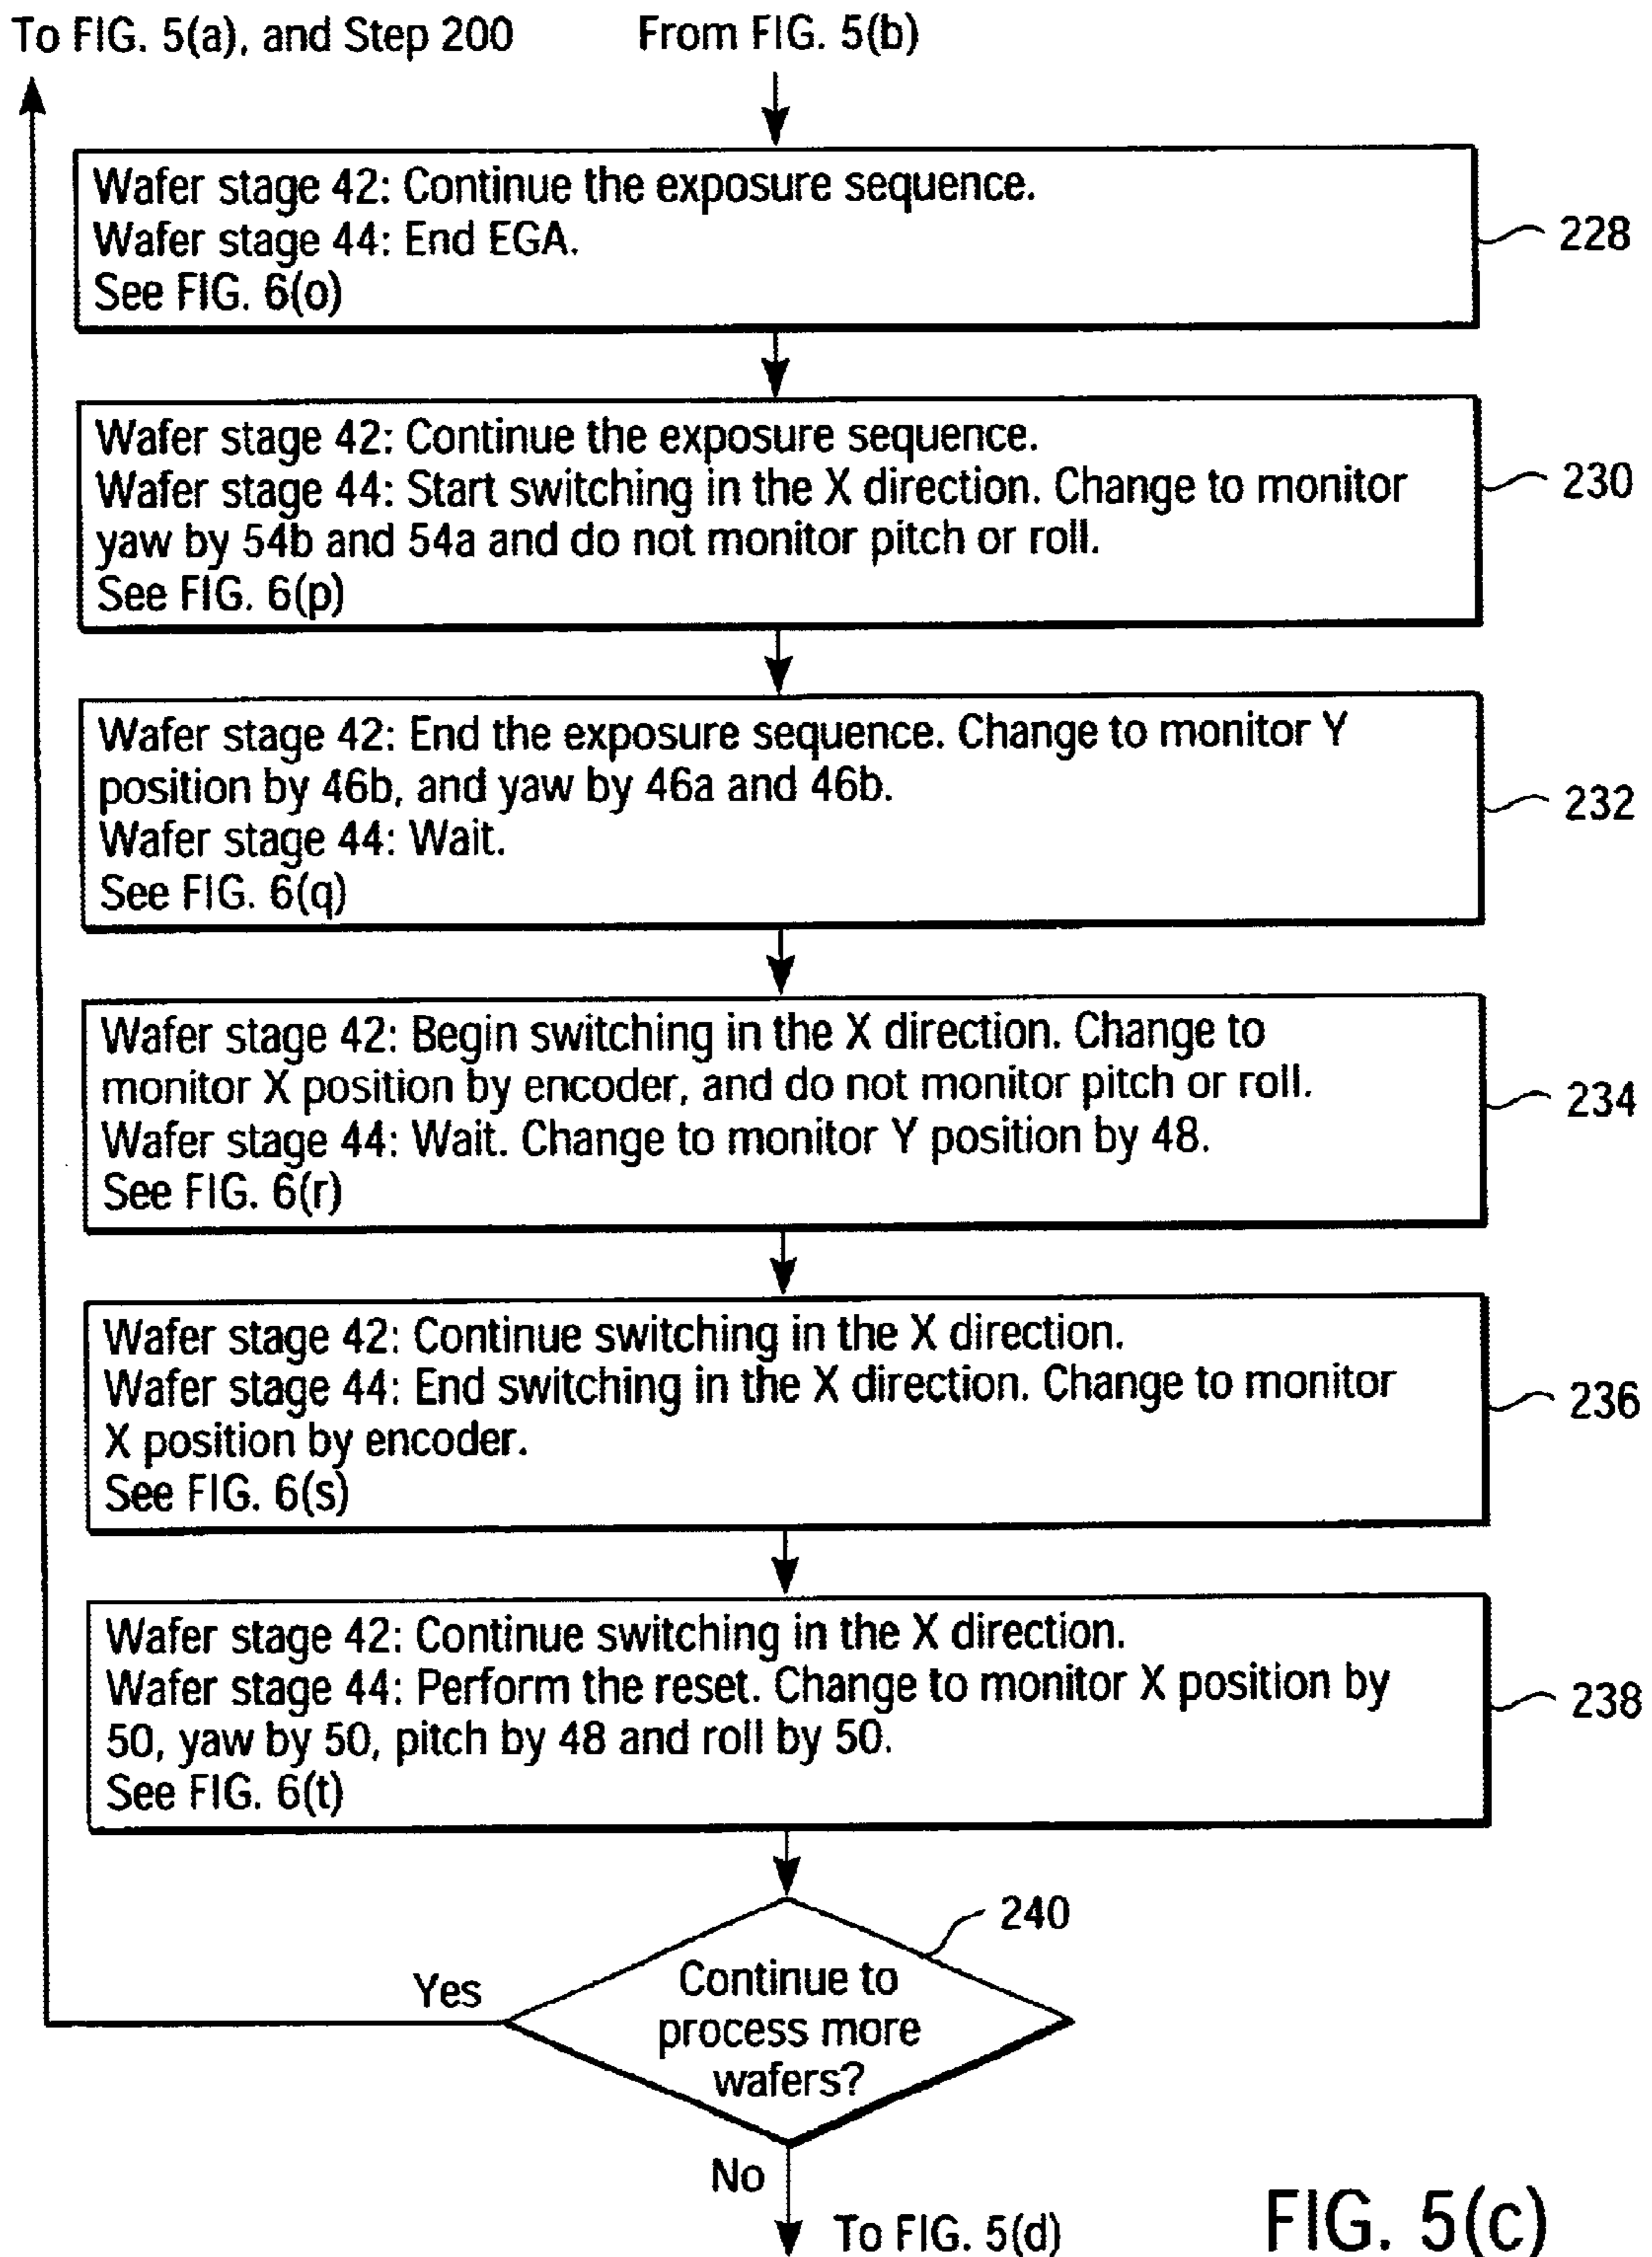 To FIG. 5(a), and Step 200
From FIG. 5(b)
Wafer stage 42: Continue the exposure sequence.
Wafer stage 44: End EGA.
See FIG. 6(o)
228
Wafer stage 42: Continue the exposure sequence.
Wafer stage 44: Start switching in the X direction. Change to monitor
yaw by 54b and 54a and do not monitor pitch or roll.
See FIG. 6(p)
230
Wafer stage 42: End the exposure sequence. Change to monitor Y
position by 46b, and yaw by 46a and 46b.
Wafer stage 44: Wait.
See FIG. 6(q)
232
Wafer stage 42: Begin switching in the X direction. Change to
monitor X position by encoder, and do not monitor pitch or roll.
Wafer stage 44: Wait. Change to monitor Y position by 48.
See FIG. 6(r)
234
Wafer stage 42: Continue switching in the X direction.
Wafer stage 44: End switching in the X direction. Change to monitor
X position by encoder.
See FIG. 6(s)
236
Wafer stage 42: Continue switching in the X direction.
Wafer stage 44: Perform the reset. Change to monitor X position by
50, yaw by 50, pitch by 48 and roll by 50.
See FIG. 6(t)
238
240
Continue to
process more
wafers?
Yes
No
To FIG. 5(d)
FIG. 5(c)